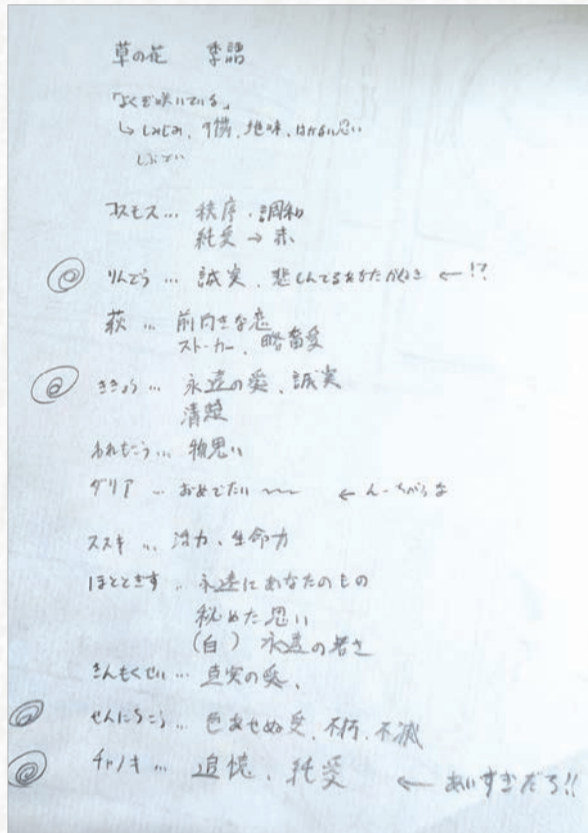 草の花 季語
「よくぞ咲いている」
↳ しみじみ、可憐、地味、はかない思い
コスモス… 秩序・調和
純愛 → 赤
◎ りんどう… 誠実、悲しんでるあなたが好き ← !?
萩 … 前向きな恋
ストーカー、略奪愛
◎ ききょう… 永遠の愛、誠実
清楚
われもこう… 物思い
ダリア … おめでたい 〜〜 ← んーちがうな
ススキ … 活力、生命力
ほととぎす … 永遠にあなたのもの
秘めた思い
(白) 永遠の若さ
きんもくせい… 真実の愛、
◎ せんにちこう… 色あせぬ愛、不朽、不滅
◎ チャノキ… 追憶、純愛 ← あいすぎだろ!!